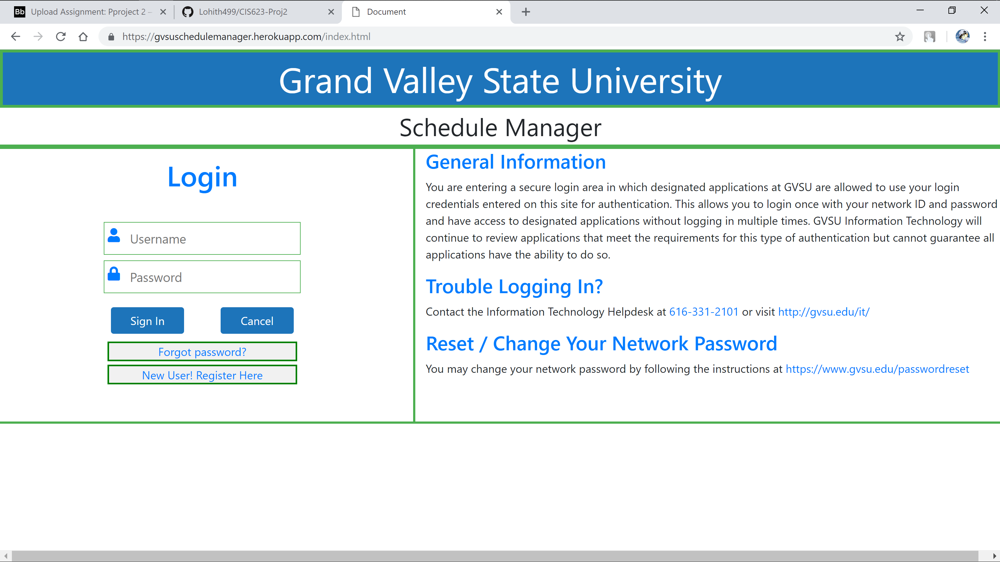 Bb Upload Assignment: Pproject 2 –
Lohith499/CIS623-Proj2
Document
https://gvsuschedulemanager.herokuapp.com/index.html
Grand Valley State University
Schedule Manager
Login
Username
Password
Sign In
Cancel
Forgot password?
New User! Register Here
General Information
You are entering a secure login area in which designated applications at GVSU are allowed to use your login
credentials entered on this site for authentication. This allows you to login once with your network ID and password
and have access to designated applications without logging in multiple times. GVSU Information Technology will
continue to review applications that meet the requirements for this type of authentication but cannot guarantee all
applications have the ability to do so.
Trouble Logging In?
Contact the Information Technology Helpdesk at 616-331-2101 or visit http://gvsu.edu/it/
Reset / Change Your Network Password
You may change your network password by following the instructions at https://www.gvsu.edu/passwordreset